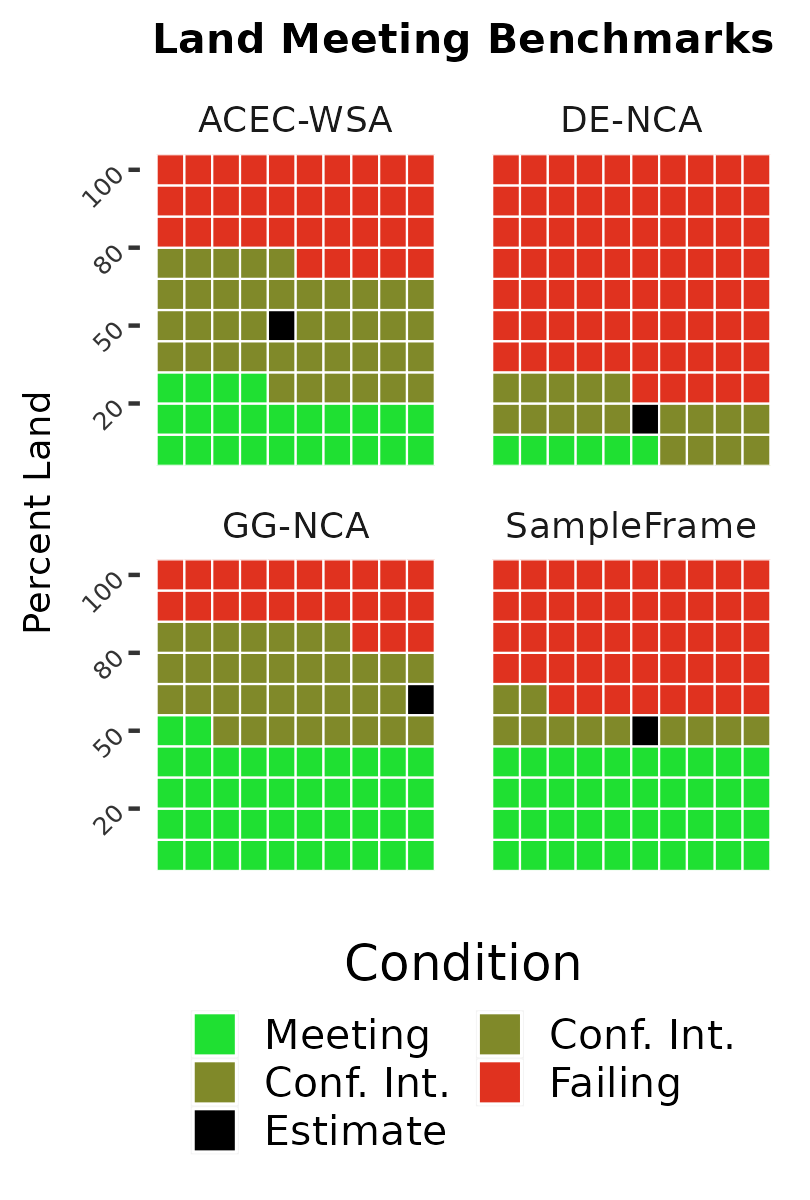 Land Meeting Benchmarks
ACEC-WSA
DE-NCA
100
80
50
20
Percent Land
GG-NCA
SampleFrame
100
80
50
20
Condition
Meeting
Conf. Int.
Conf. Int.
Failing
Estimate